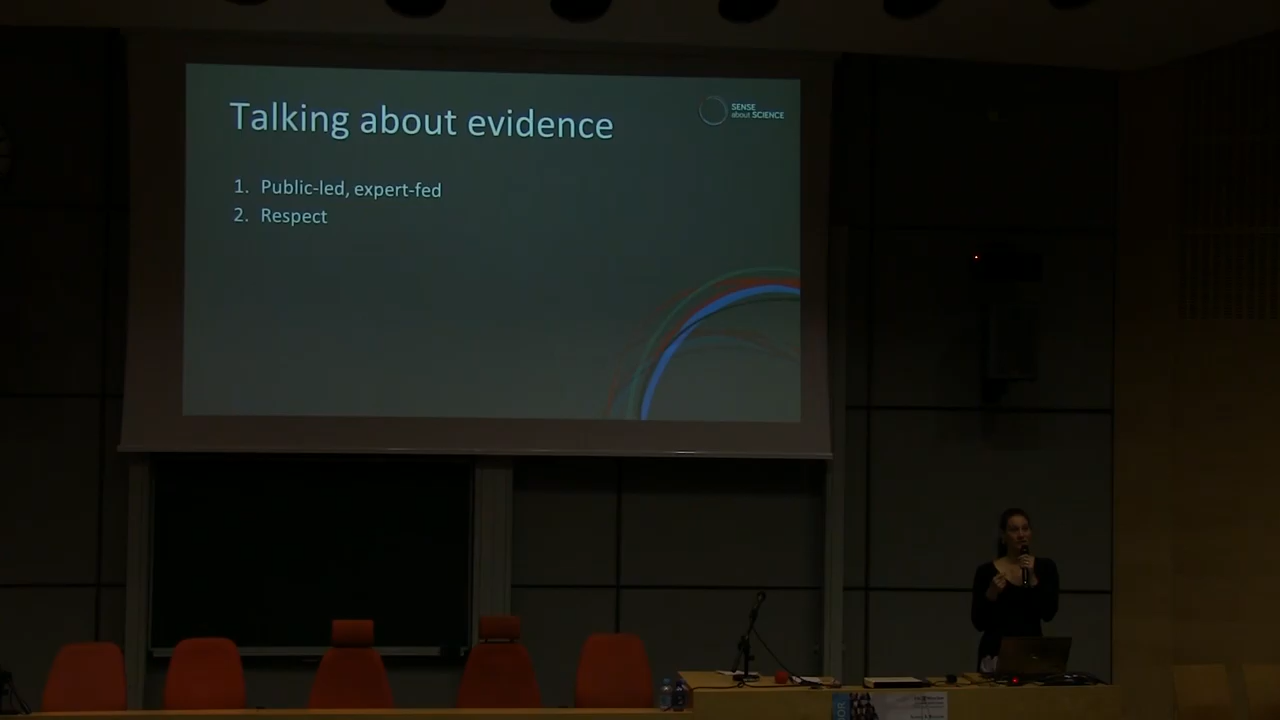 Talking about evidence
SENSE
about SCIENCE
1. Public-led, expert-fed
2. Respect